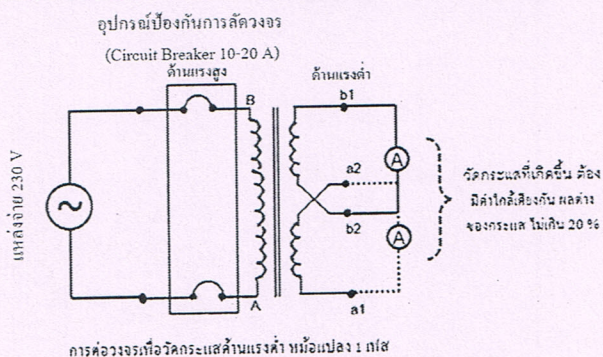 อุปกรณ์ป้องกันการลัดวงจร
(Circuit Breaker 10-20 A)
ด้านแรงสูง
ด้านแรงต่ำ
b1
B
A
a2
b2
A
A
a1
แหล่งจ่าย 230 V
วัดกระแสที่เกิดขึ้น ต้อง
มีค่าใกล้เคียงกัน ผลต่าง
ของกระแส ไม่เกิน 20 %
การต่อวงจรเพื่อวัดกระแสด้านแรงต่ำ หม้อแปลง 1 เฟส